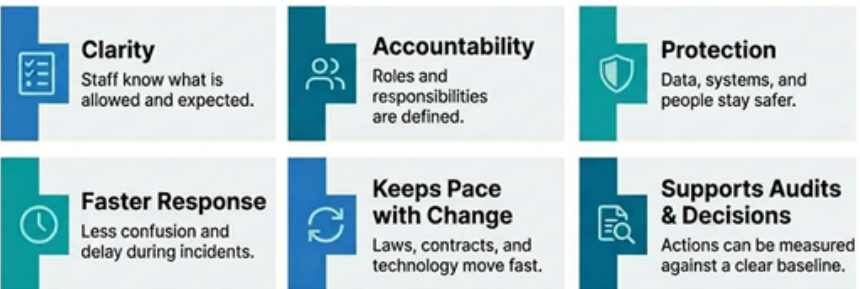 Clarity
Staff know what is
allowed and expected.
Accountability
Roles and
responsibilities
are defined.
Protection
Data, systems, and
people stay safer.
Faster Response
Less confusion and
delay during incidents.
Keeps Pace
with Change
Laws, contracts, and
technology move fast.
Supports Audits
& Decisions
Actions can be measured
against a clear baseline.